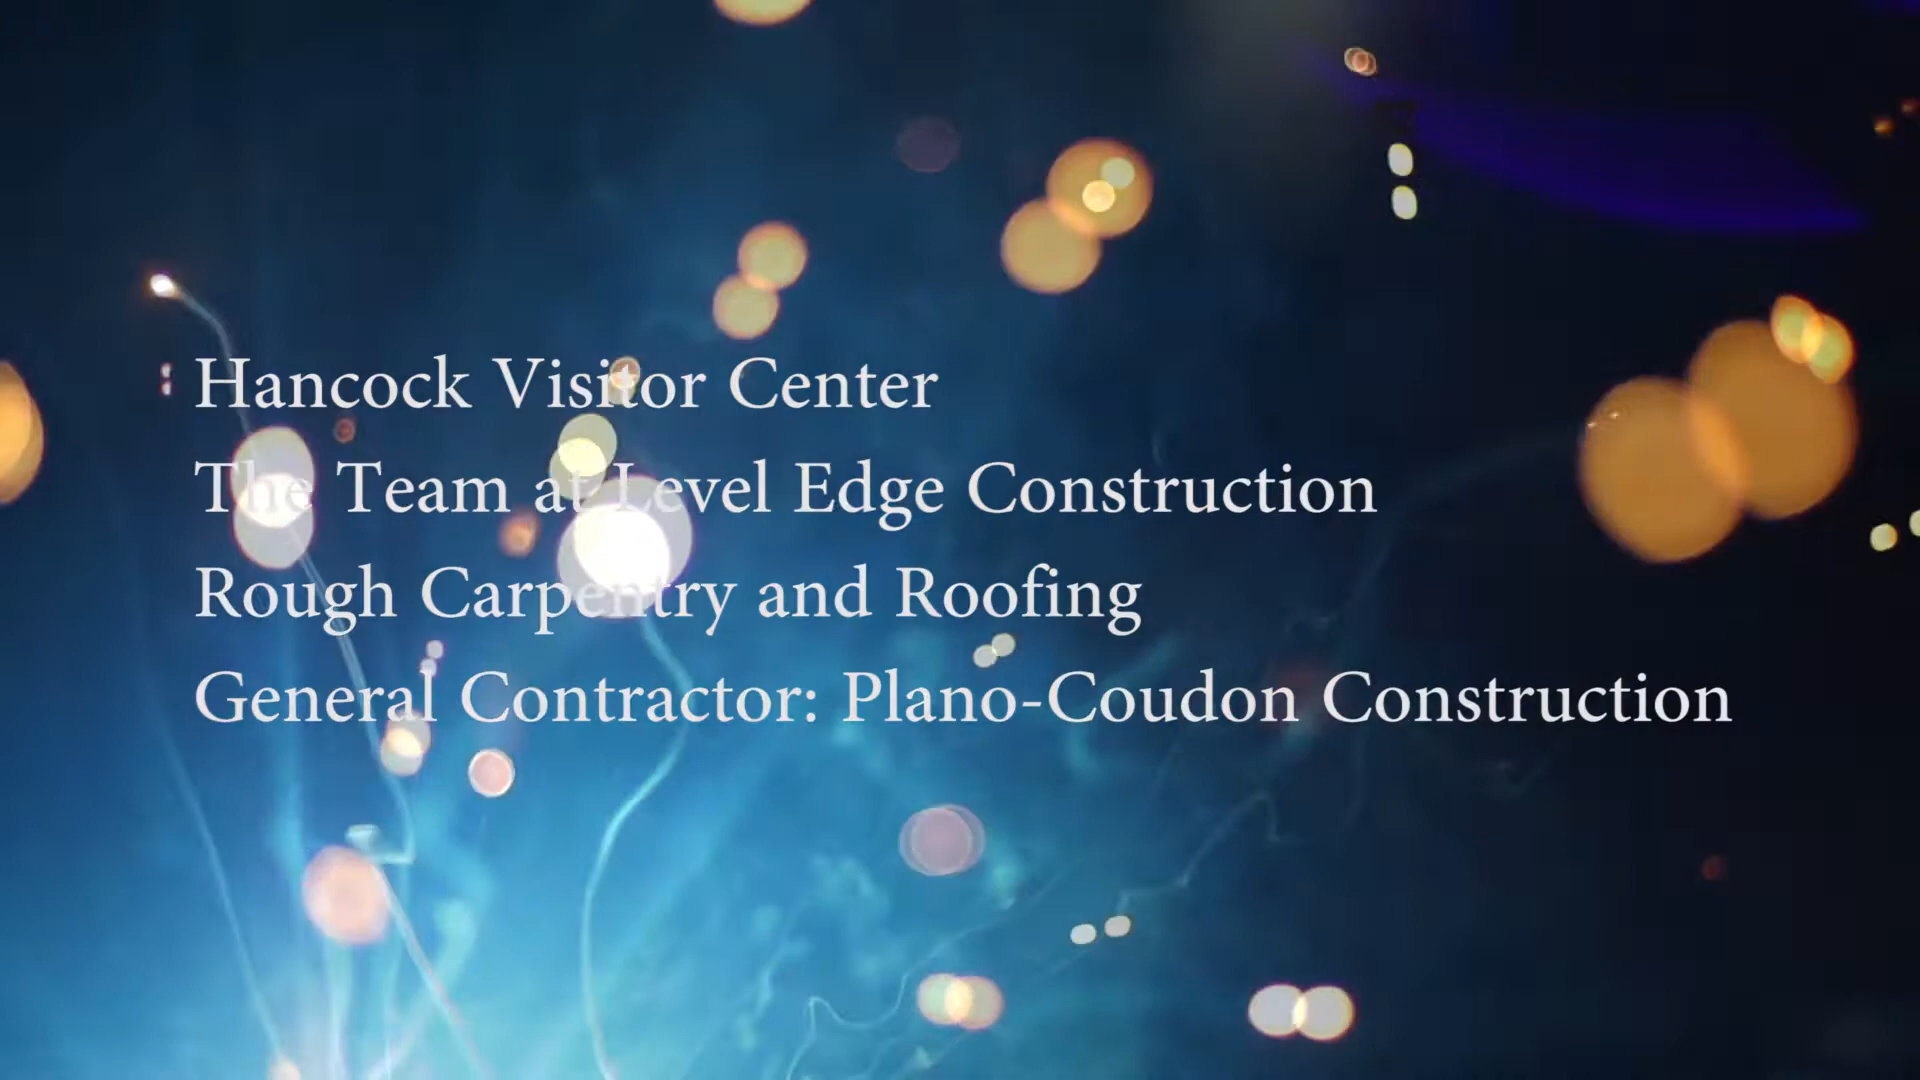 Hancock Visitor Center
The Team at Level Edge Construction
Rough Carpentry and Roofing
General Contractor: Plano-Coudon Construction